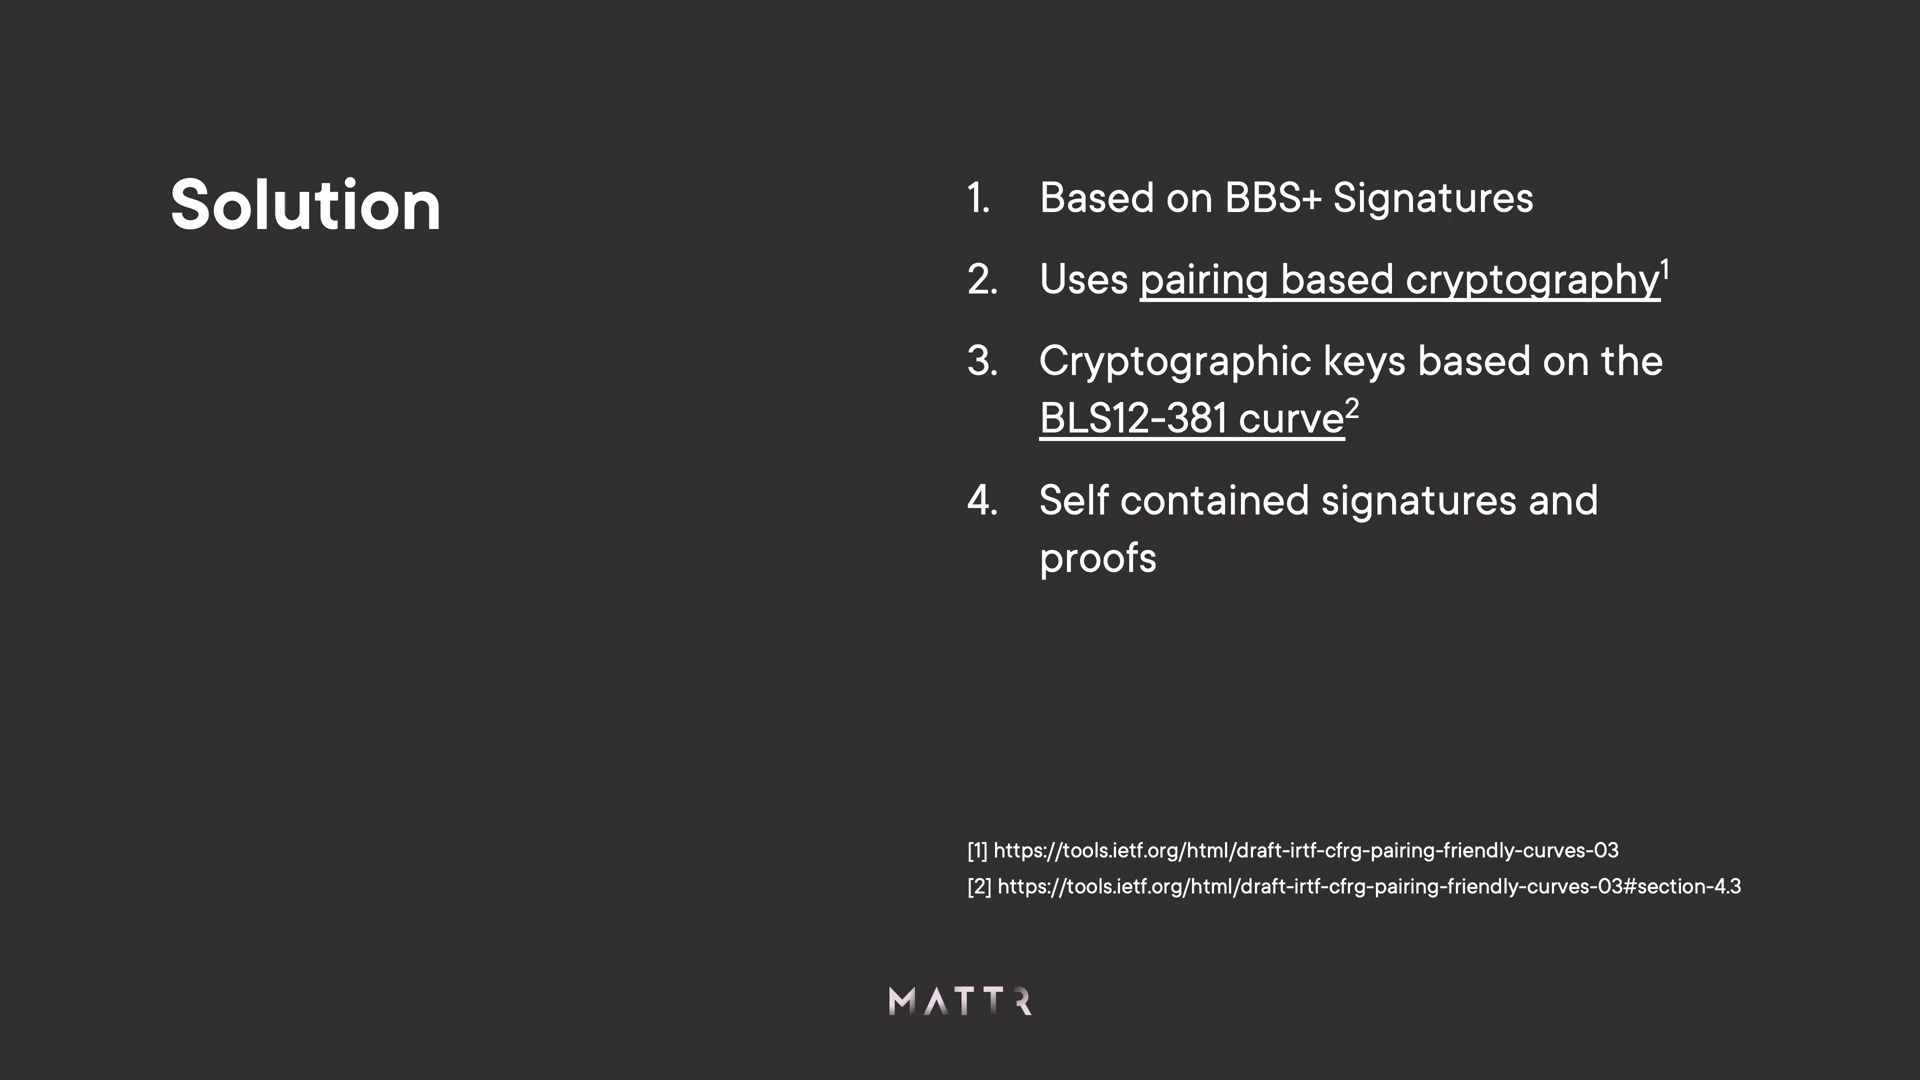 Solution
1. Based on BBS+ Signatures
2. Uses pairing based cryptography¹
3. Cryptographic keys based on the
BLS12-381 curve²
4. Self contained signatures and
proofs
[1] https://tools.ietf.org/html/draft-irtf-cfrg-pairing-friendly-curves-03
[2] https://tools.ietf.org/html/draft-irtf-cfrg-pairing-friendly-curves-03#section-4.3
MATTR